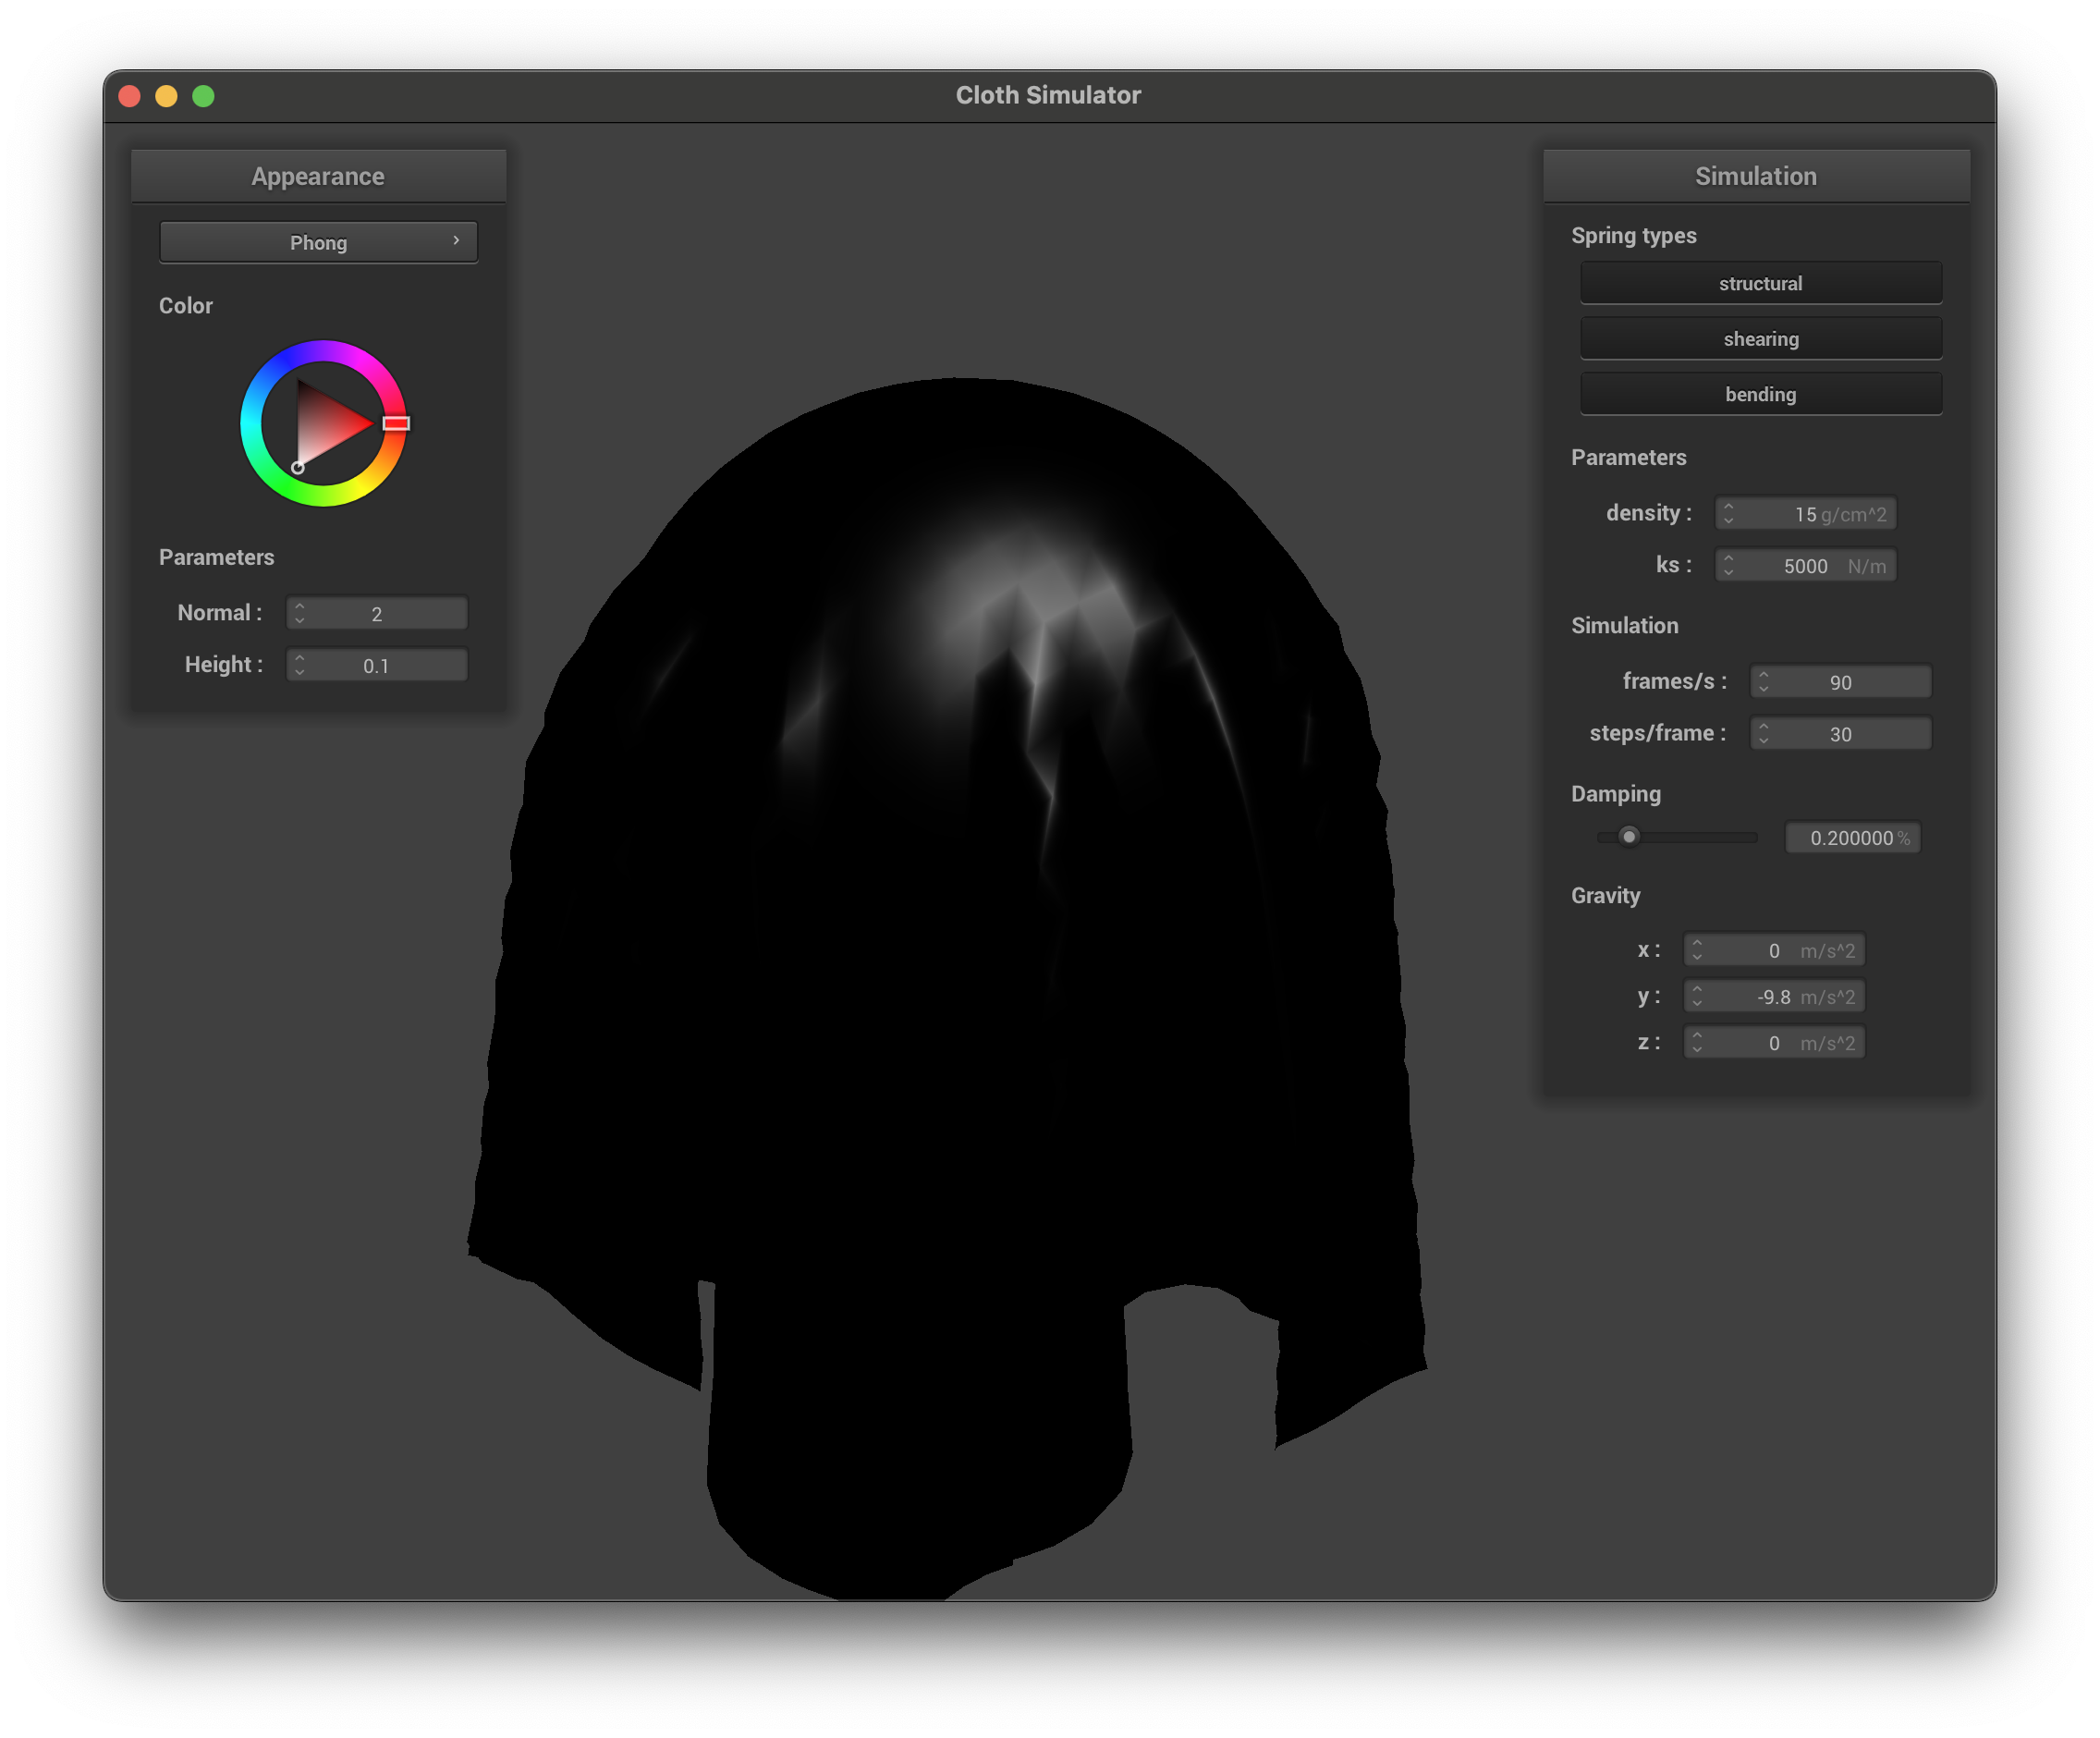 Cloth Simulator
Appearance
Phong
Color
Parameters
Normal : 2
Height : 0.1
Simulation
Spring types
structural
shearing
bending
Parameters
density : 15 g/cm^2
ks : 5000 N/m
Simulation
frames/s : 90
steps/frame : 30
Damping
0.200000 %
Gravity
x : 0 m/s^2
y : -9.8 m/s^2
z : 0 m/s^2